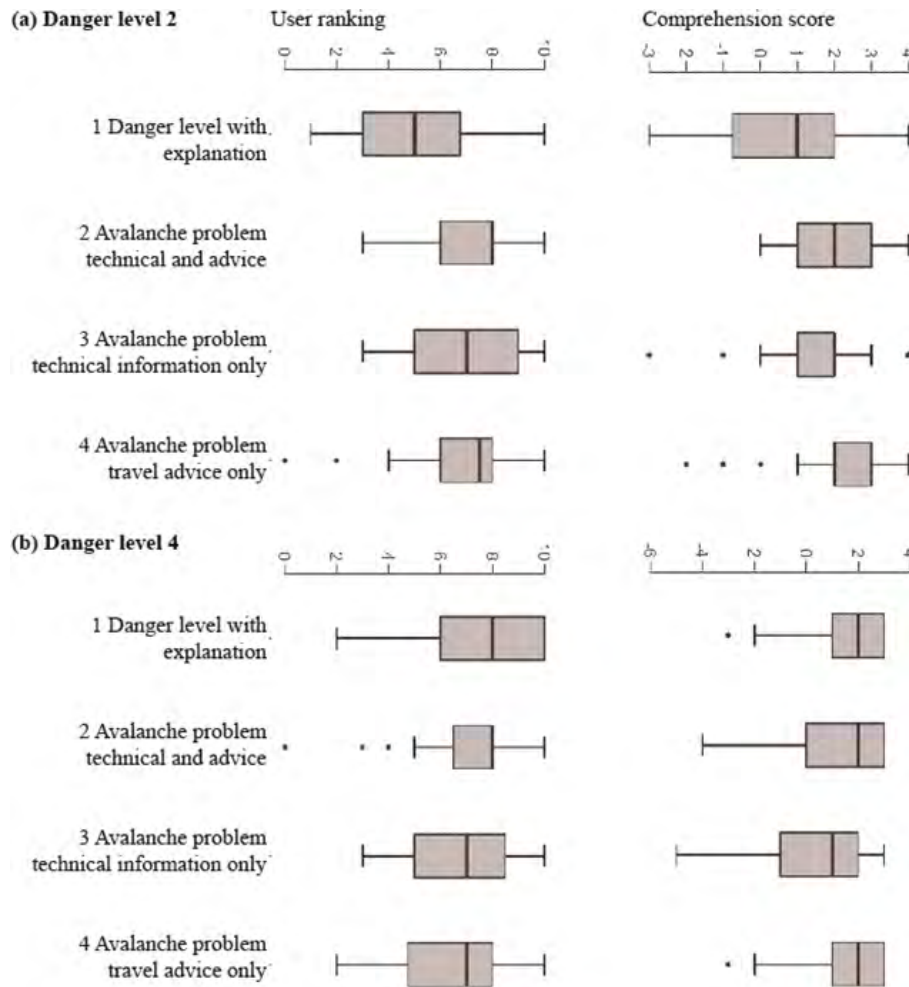 (a) Danger level 2
User ranking
Comprehension score
0 2 4 6 8 10
-3 -2 -1 0 1 2 3 4
1 Danger level with
explanation
2 Avalanche problem
technical and advice
3 Avalanche problem
technical information only
4 Avalanche problem
travel advice only
(b) Danger level 4
0 2 4 6 8 10
-6 -4 -2 0 2 4
1 Danger level with
explanation
2 Avalanche problem
technical and advice
3 Avalanche problem
technical information only
4 Avalanche problem
travel advice only